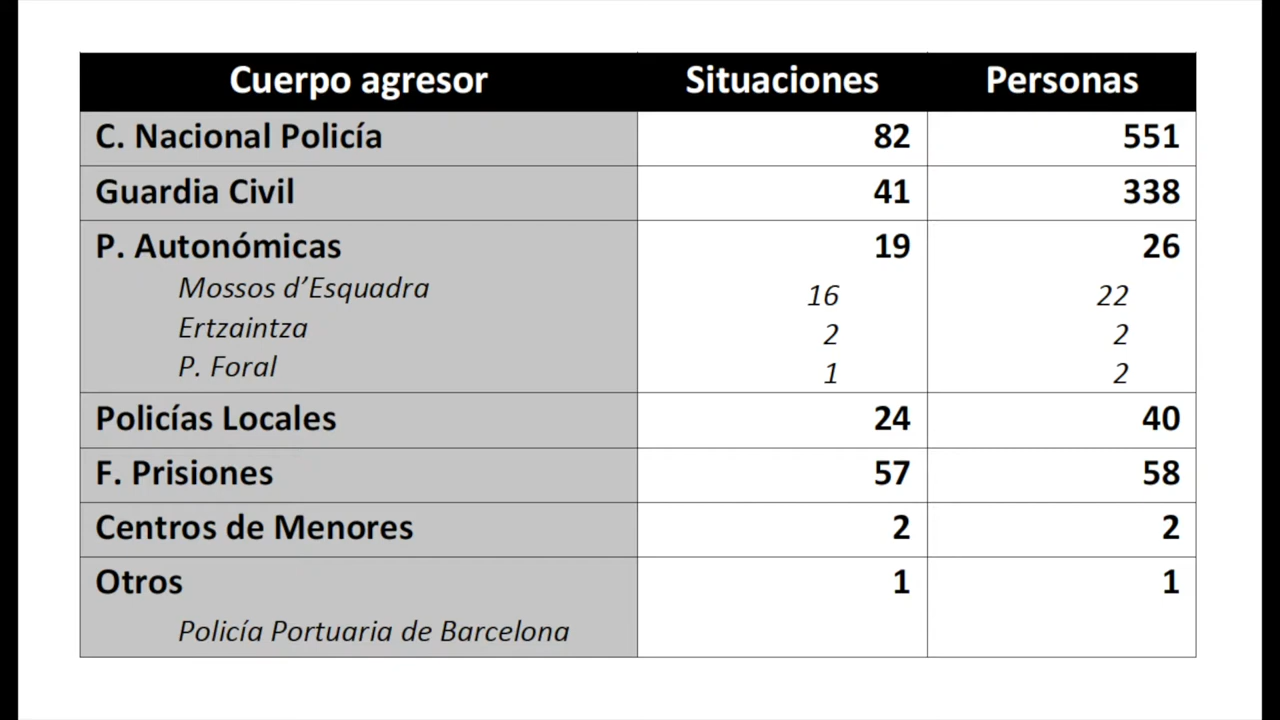 Cuerpo agresor Situaciones Personas
C. Nacional Policía 82 551
Guardia Civil 41 338
P. Autonómicas 19 26
Mossos d’Esquadra 16 22
Ertzaintza 2 2
P. Foral 1 2
Policías Locales 24 40
F. Prisiones 57 58
Centros de Menores 2 2
Otros 1 1
Policía Portuaria de Barcelona